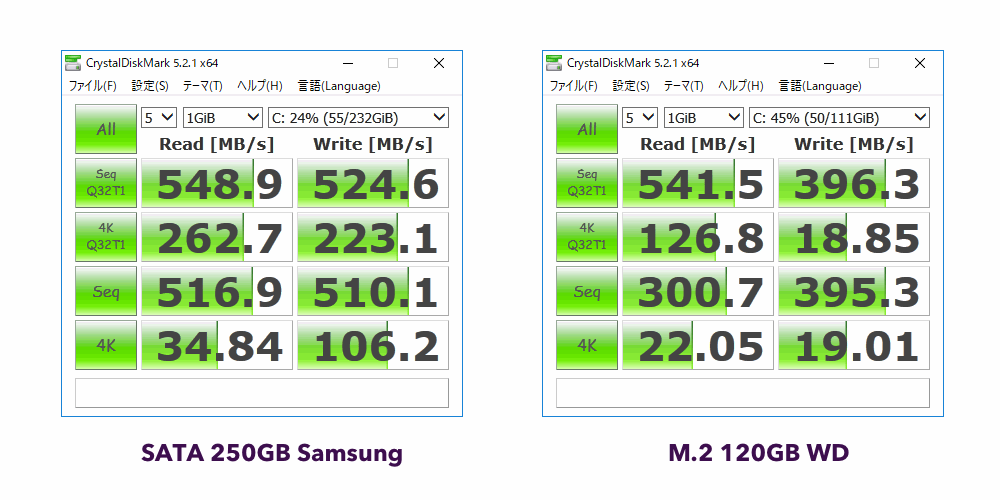 CrystalDiskMark 5.2.1 x64
ファイル(F) 設定(S) テーマ(T) ヘルプ(H) 言語(Language)
All 5 1GiB C: 24% (55/232GiB)
Read [MB/s] Write [MB/s]
Seq
Q32T1 548.9 524.6
4K
Q32T1 262.7 223.1
Seq 516.9 510.1
4K 34.84 106.2
SATA 250GB Samsung
CrystalDiskMark 5.2.1 x64
ファイル(F) 設定(S) テーマ(T) ヘルプ(H) 言語(Language)
All 5 1GiB C: 45% (50/111GiB)
Read [MB/s] Write [MB/s]
Seq
Q32T1 541.5 396.3
4K
Q32T1 126.8 18.85
Seq 300.7 395.3
4K 22.05 19.01
M.2 120GB WD